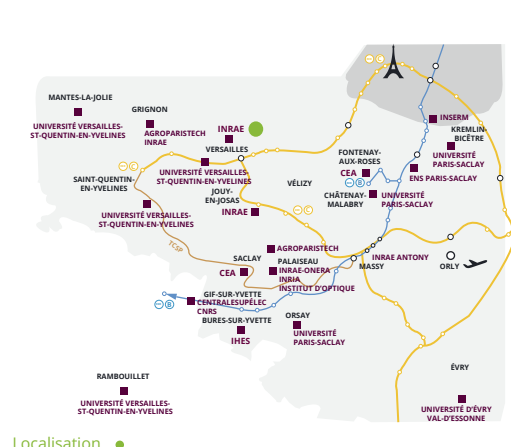 C
MANTES-LA-JOLIE
GRIGNON
UNIVERSITÉ VERSAILLES-
ST-QUENTIN-EN-YVELINES
AGROPARISTECH
INRAE
INRAE
VERSAILLES
INSERM
KREMLIN-
BICÊTRE
UNIVERSITÉ
PARIS-SACLAY
FONTENAY-
AUX-ROSES
CEA
B
ENS PARIS-SACLAY
C
UNIVERSITÉ VERSAILLES-
ST-QUENTIN-EN-YVELINES
SAINT-QUENTIN-
EN-YVELINES
JOUY-
EN-JOSAS
VÉLIZY
CHÂTENAY-
MALABRY
UNIVERSITÉ
PARIS-SACLAY
INRAE
C
UNIVERSITÉ VERSAILLES-
ST-QUENTIN-EN-YVELINES
TCSP
AGROPARISTECH
SACLAY
PALAISEAU
CEA
INRAE-ONERA
INRIA
INSTITUT D'OPTIQUE
MASSY
INRAE ANTONY
ORLY
GIF-SUR-YVETTE
CENTRALESUPÉLEC
CNRS
B
BURES-SUR-YVETTE
IHES
ORSAY
UNIVERSITÉ
PARIS-SACLAY
RAMBOUILLET
UNIVERSITÉ VERSAILLES-
ST-QUENTIN-EN-YVELINES
ÉVRY
UNIVERSITÉ D'ÉVRY
VAL-D'ESSONNE
Localisation